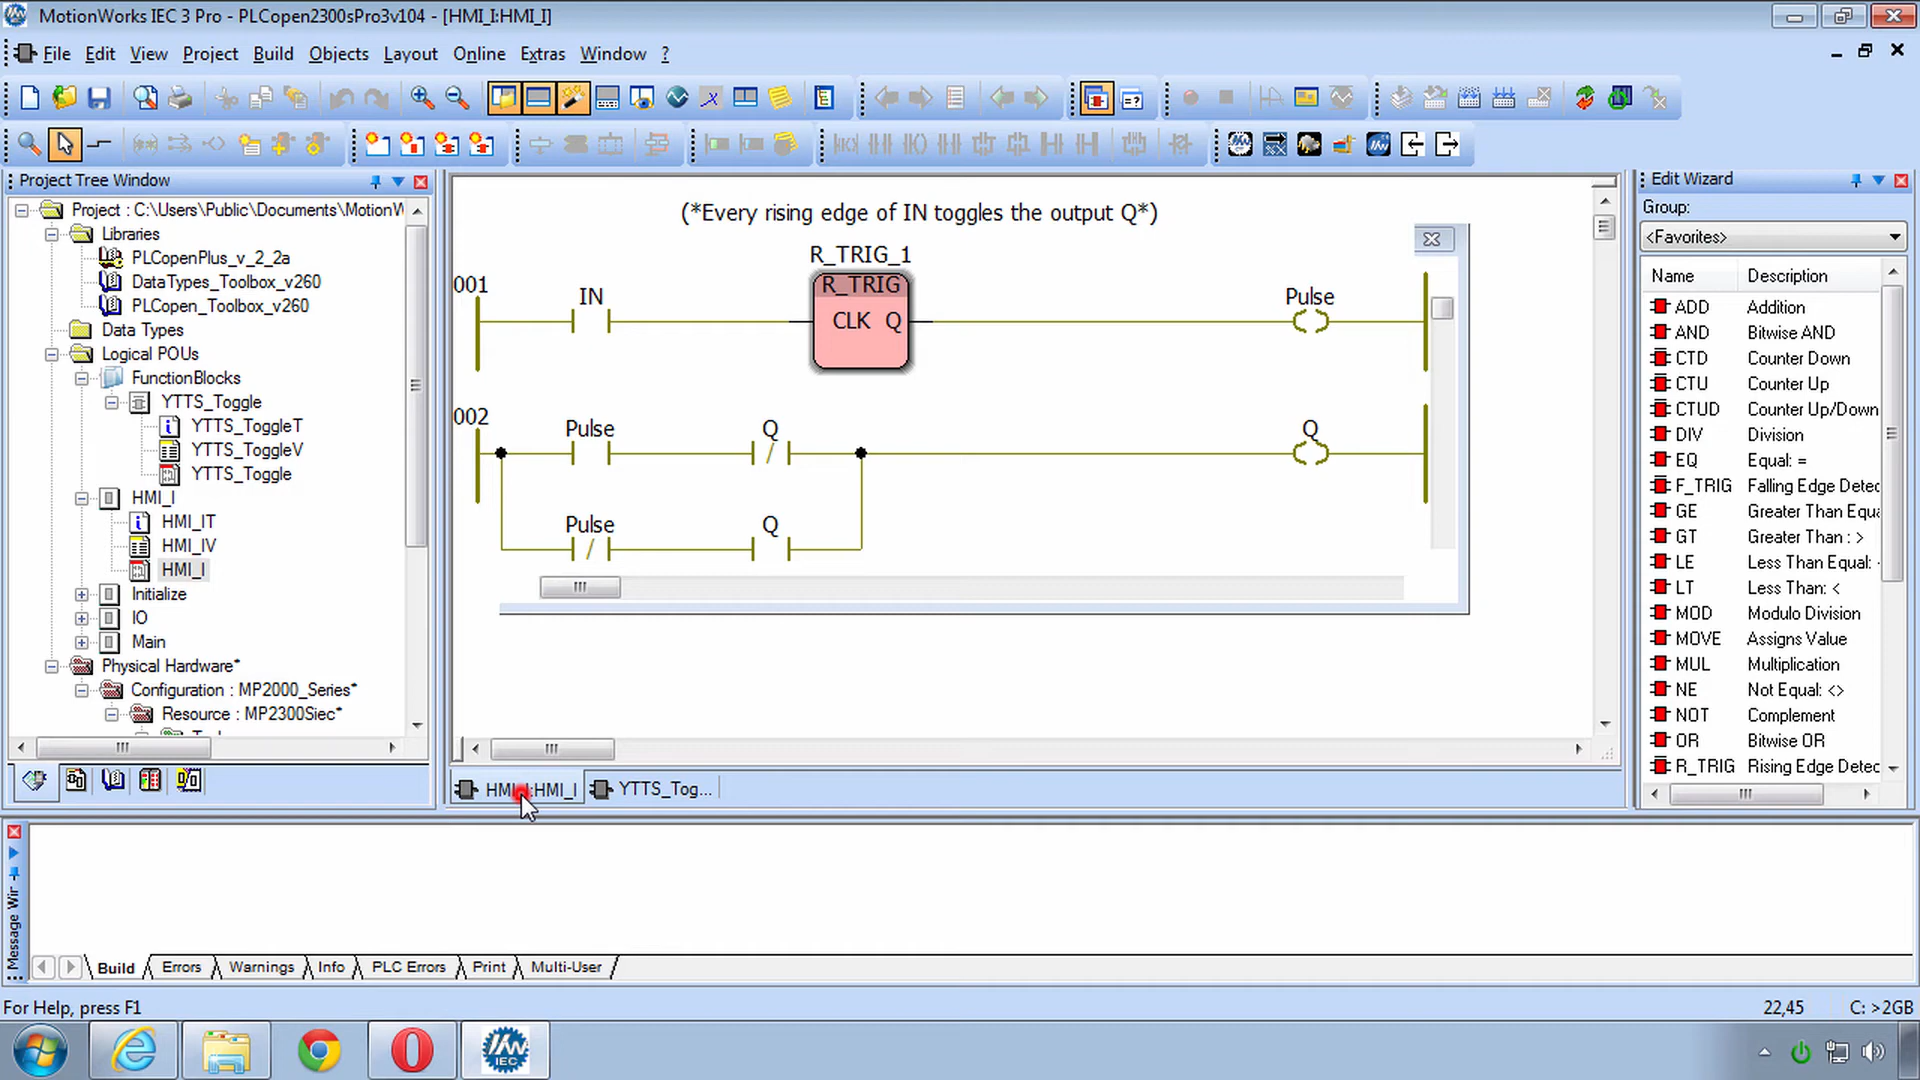 MotionWorks IEC 3 Pro - PLCopen2300sPro3v104 - [HMI_I:HMI_I]
File Edit View Project Build Objects Layout Online Extras Window ?
Project Tree Window
Project : C:\Users\Public\Documents\MotionW
Libraries
PLCopenPlus_v_2_2a
DataTypes_Toolbox_v260
PLCopen_Toolbox_v260
Data Types
Logical POUs
FunctionBlocks
YTTS_Toggle
YTTS_ToggleT
YTTS_ToggleV
YTTS_Toggle
HMI_I
HMI_IT
HMI_IV
HMI_I
Initialize
IO
Main
Physical Hardware*
Configuration : MP2000_Series*
Resource : MP2300Siec*
(*Every rising edge of IN toggles the output Q*)
R_TRIG_1
001 IN R_TRIG Pulse
CLK Q
002 Pulse Q Q
Pulse Q
HMI_I:HMI_I YTTS_Tog...
Edit Wizard
Group:
<Favorites>
Name Description
ADD Addition
AND Bitwise AND
CTD Counter Down
CTU Counter Up
CTUD Counter Up/Down
DIV Division
EQ Equal: =
F_TRIG Falling Edge Detec
GE Greater Than Equa
GT Greater Than : >
LE Less Than Equal:
LT Less Than: <
MOD Modulo Division
MOVE Assigns Value
MUL Multiplication
NE Not Equal: <>
NOT Complement
OR Bitwise OR
R_TRIG Rising Edge Detec
Message Wir
Build Errors Warnings Info PLC Errors Print Multi-User
For Help, press F1 22,45 C: >2GB
IEC